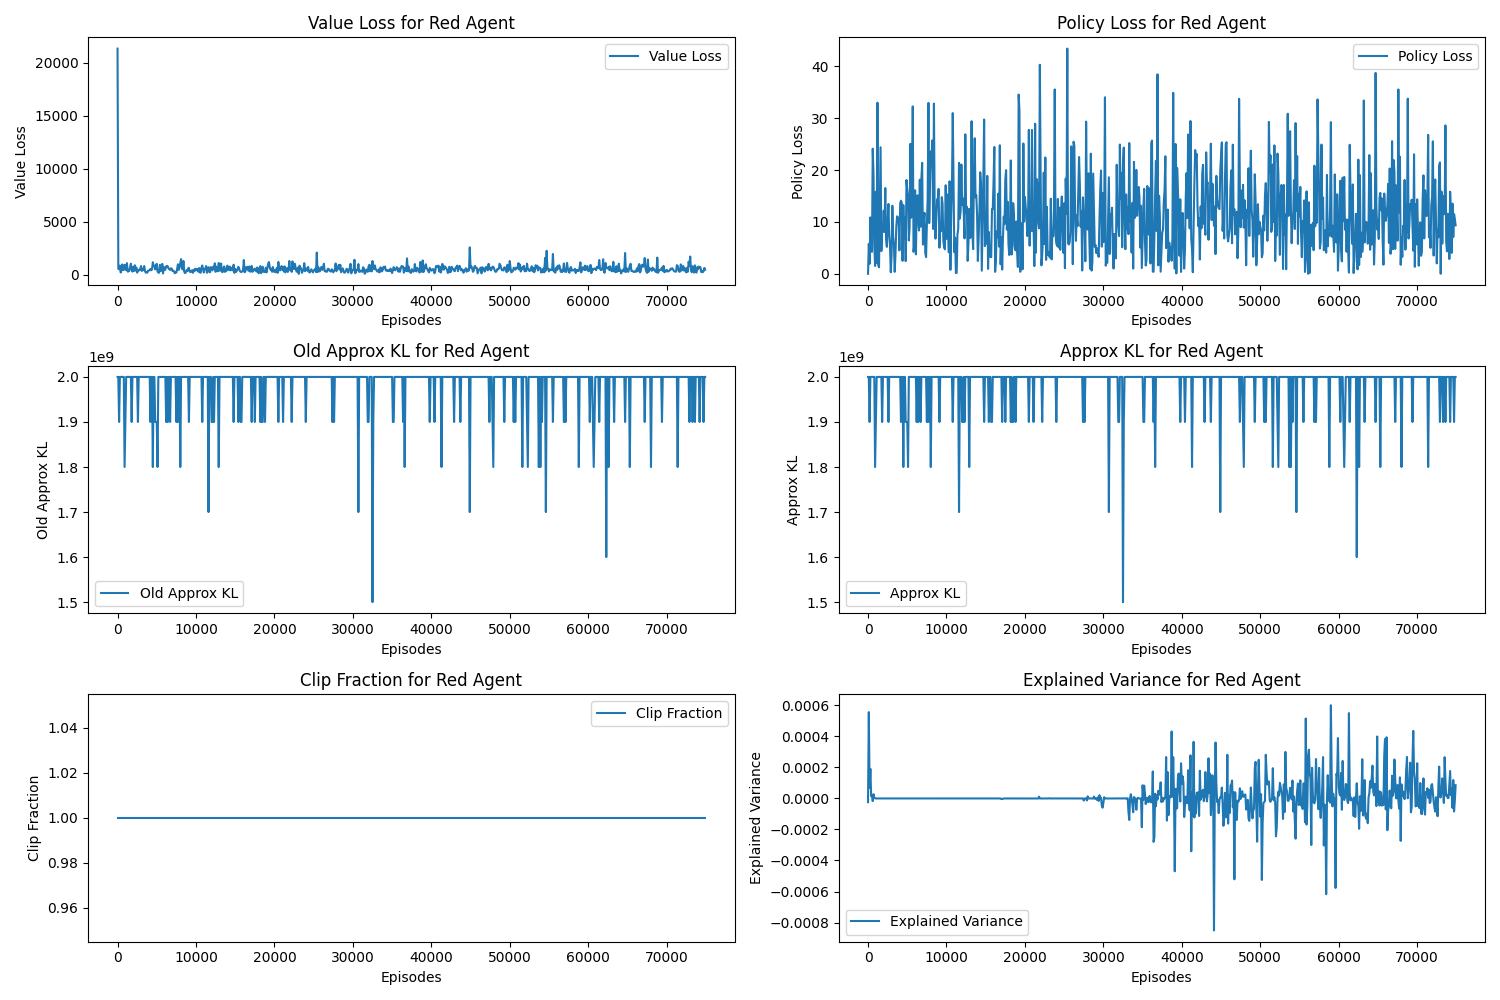 Value Loss for Red Agent
Value Loss
20000
15000
10000
5000
0
Value Loss
0 10000 20000 30000 40000 50000 60000 70000
Episodes
Policy Loss for Red Agent
Policy Loss
40
30
20
10
0
Policy Loss
0 10000 20000 30000 40000 50000 60000 70000
Episodes
Old Approx KL for Red Agent
1e9
2.0
1.9
1.8
1.7
1.6
1.5
Old Approx KL
Old Approx KL
0 10000 20000 30000 40000 50000 60000 70000
Episodes
Approx KL for Red Agent
1e9
2.0
1.9
1.8
1.7
1.6
1.5
Approx KL
Approx KL
0 10000 20000 30000 40000 50000 60000 70000
Episodes
Clip Fraction for Red Agent
Clip Fraction
1.04
1.02
1.00
0.98
0.96
Clip Fraction
0 10000 20000 30000 40000 50000 60000 70000
Episodes
Explained Variance for Red Agent
0.0006
0.0004
0.0002
0.0000
−0.0002
−0.0004
−0.0006
−0.0008
Explained Variance
Explained Variance
0 10000 20000 30000 40000 50000 60000 70000
Episodes